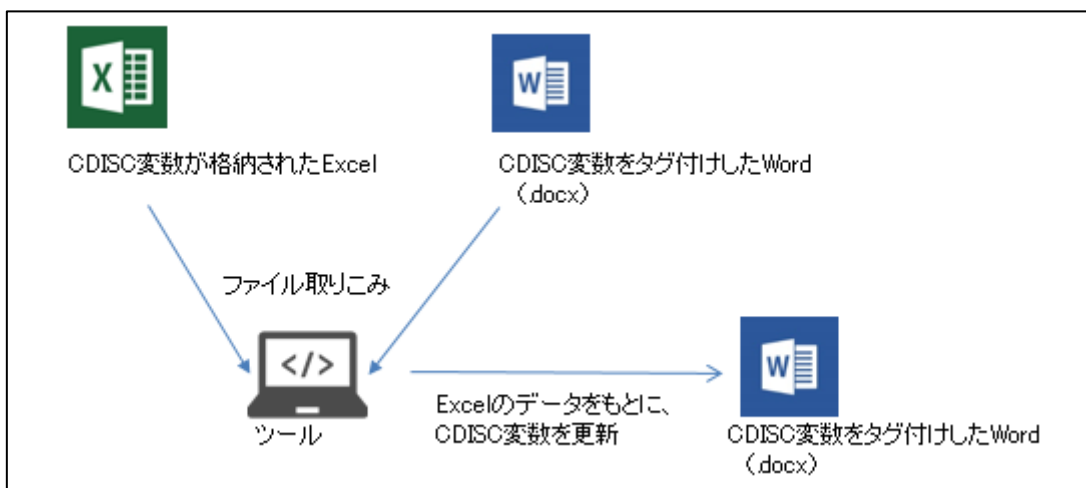 X
W
CDISC変数が格納されたExcel
CDISC変数をタグ付けしたWord
（.docx）
ファイル取りこみ
</>
W
ツール
Excelのデータをもとに、
CDISC変数を更新
CDISC変数をタグ付けしたWord
（.docx）